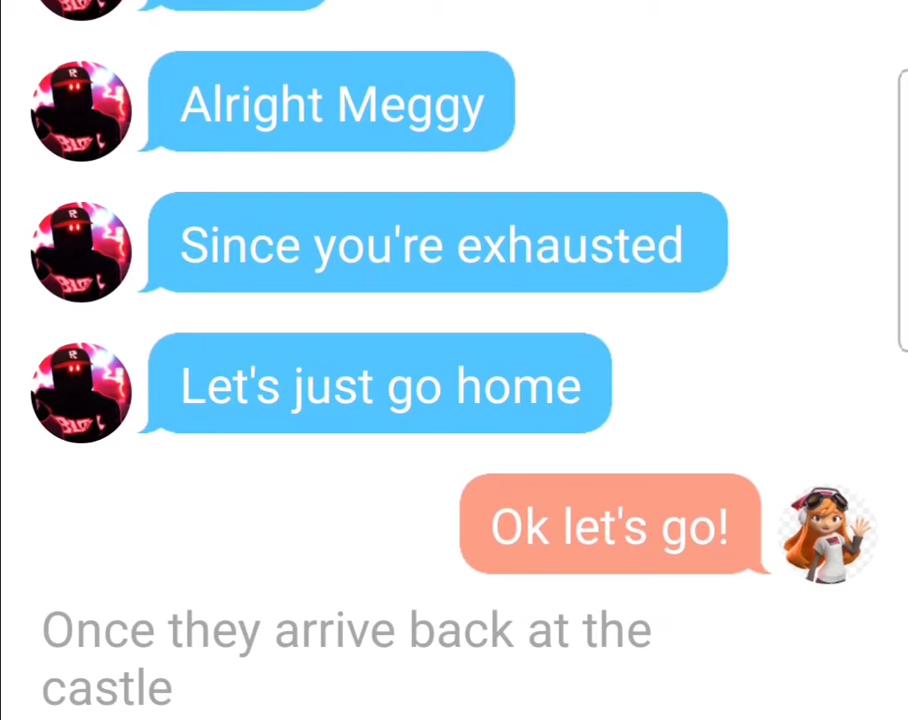 Alright Meggy
Since you're exhausted
Let's just go home
Ok let's go!
Once they arrive back at the
castle